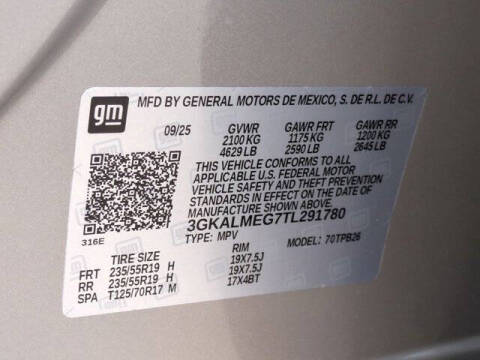 gm
MFD BY GENERAL MOTORS DE MEXICO, S. DE R.L. DE C.V.
09/25 GVWR GAWR FRT GAWR RR
2100 KG 1175 KG 1200 KG
4629 LB 2590 LB 2645 LB
THIS VEHICLE CONFORMS TO ALL
APPLICABLE U.S. FEDERAL MOTOR
VEHICLE SAFETY AND THEFT PREVENTION
STANDARDS IN EFFECT ON THE DATE OF
MANUFACTURE SHOWN ABOVE.
3GKALMEG7TL291780
316E TYPE: MPV MODEL: 70TPB26
TIRE SIZE RIM
FRT 235/55R19 H 19X7.5J
RR 235/55R19 H 19X7.5J
SPA T125/70R17 M 17X4BT